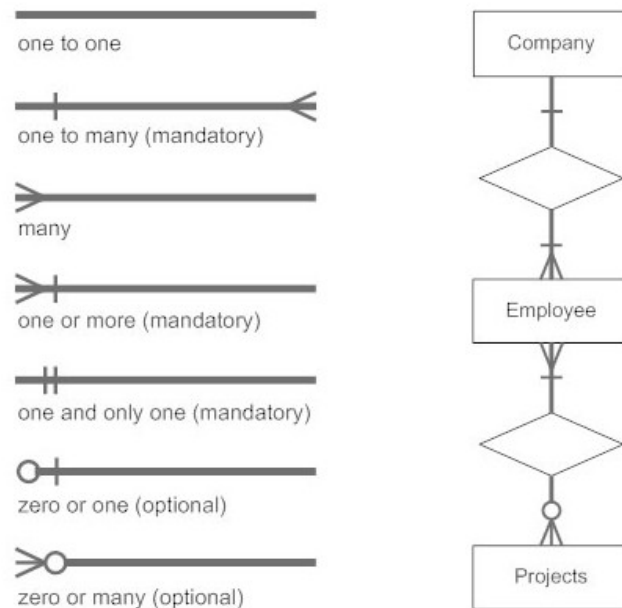 one to one
one to many (mandatory)
many
one or more (mandatory)
one and only one (mandatory)
zero or one (optional)
zero or many (optional)
Company
Employee
Projects